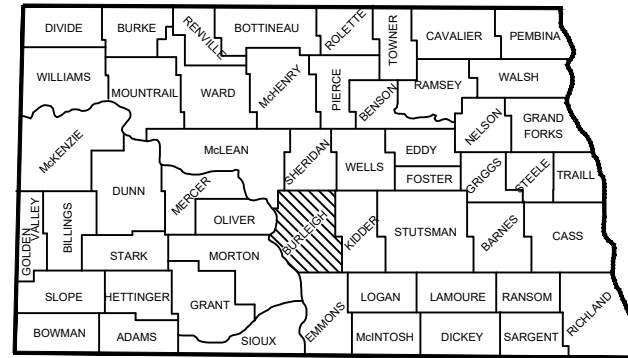 DIVIDE
BURKE
RENVILLE
BOTTINEAU
ROLETTE
TOWNER
CAVALIER
PEMBINA
WILLIAMS
MOUNTRAIL
WARD
McHENRY
PIERCE
BENSON
RAMSEY
WALSH
McKENZIE
McLEAN
SHERIDAN
WELLS
EDDY
FOSTER
NELSON
GRAND
FORKS
DUNN
MERCER
OLIVER
BURLEIGH
KIDDER
STUTSMAN
GRIGGS
STEELE
TRAILL
GOLDEN
VALLEY
BILLINGS
STARK
MORTON
BARNES
CASS
SLOPE
HETTINGER
GRANT
EMMONS
LOGAN
LAMOURE
RANSOM
RICHLAND
BOWMAN
ADAMS
SIOUX
McINTOSH
DICKEY
SARGENT